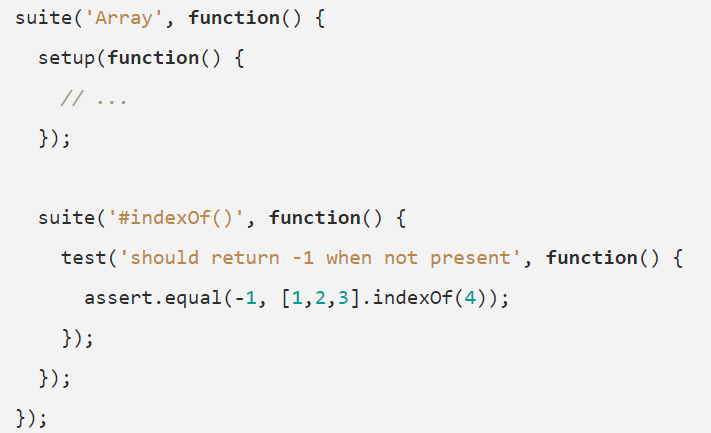 suite('Array', function() {
  setup(function() {
    // ...
  });

  suite('#indexOf()', function() {
    test('should return -1 when not present', function() {
      assert.equal(-1, [1,2,3].indexOf(4));
    });
  });
});